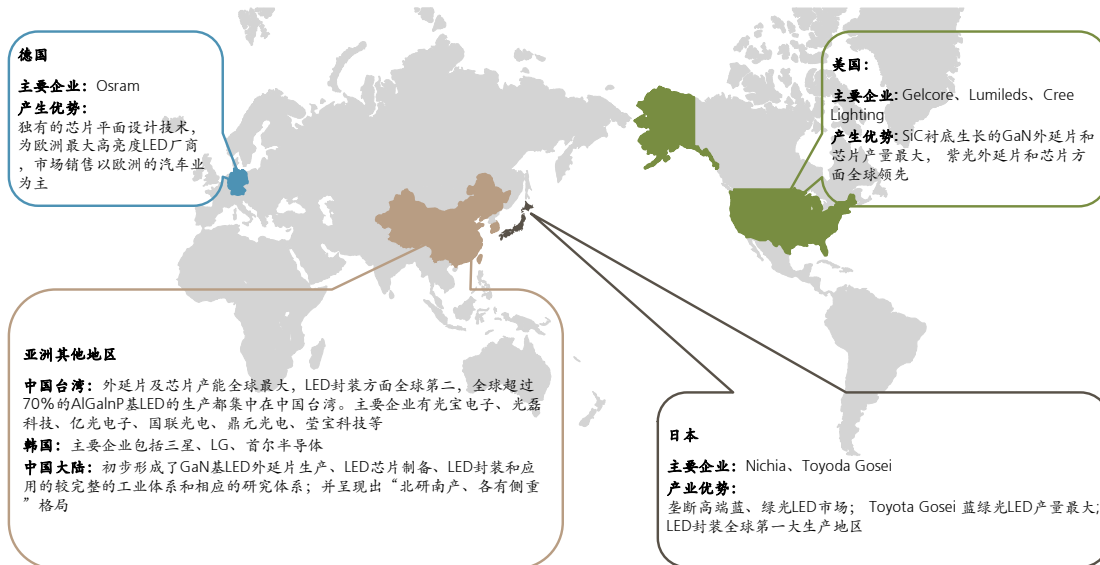 德国
主要企业：Osram
产生优势：
独有的芯片平面设计技术，
为欧洲最大高亮度LED厂商
，市场销售以欧洲的汽车业
为主
美国：
主要企业: Gelcore、Lumileds、Cree
Lighting
产生优势: SiC衬底生长的GaN外延片和
芯片产量最大， 紫光外延片和芯片方
面全球领先
亚洲其他地区
中国台湾：外延片及芯片产能全球最大，LED封装方面全球第二，全球超过
70%的AlGaInP基LED的生产都集中在中国台湾。主要企业有光宝电子、光磊
科技、亿光电子、国联光电、鼎元光电、莹宝科技等
韩国：主要企业包括三星、LG、首尔半导体
中国大陆：初步形成了GaN基LED外延片生产、LED芯片制备、LED封装和应
用的较完整的工业体系和相应的研究体系；并呈现出“北研南产、各有侧重
”格局
日本
主要企业：Nichia、Toyoda Gosei
产业优势：
垄断高端蓝、绿光LED市场； Toyota Gosei 蓝绿光LED产量最大;
LED封装全球第一大生产地区